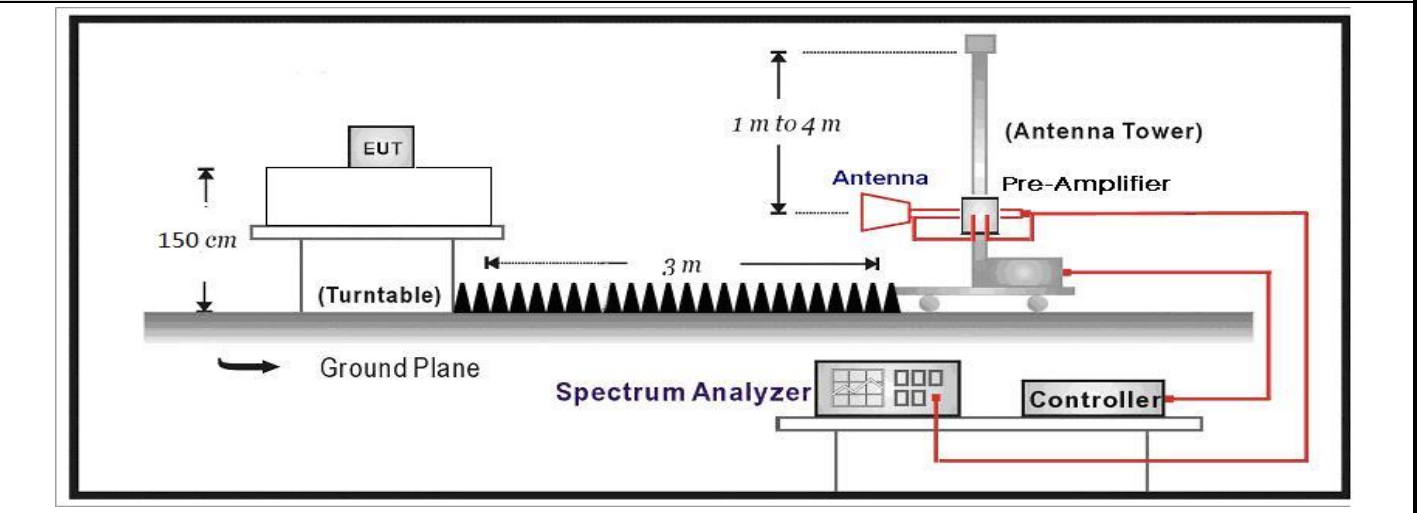 1 m to 4 m
(Antenna Tower)
EUT
Antenna
Pre-Amplifier
150 cm
3 m
(Turntable)
Ground Plane
Spectrum Analyzer
Controller